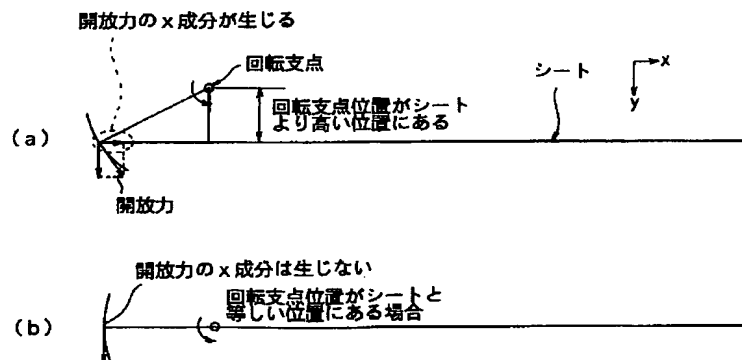 開放力のx成分が生じる
回転支点
シート
x
y
回転支点位置がシート
より高い位置にある
(a)
開放力
開放力のx成分は生じない
回転支点位置がシートと
等しい位置にある場合
(b)